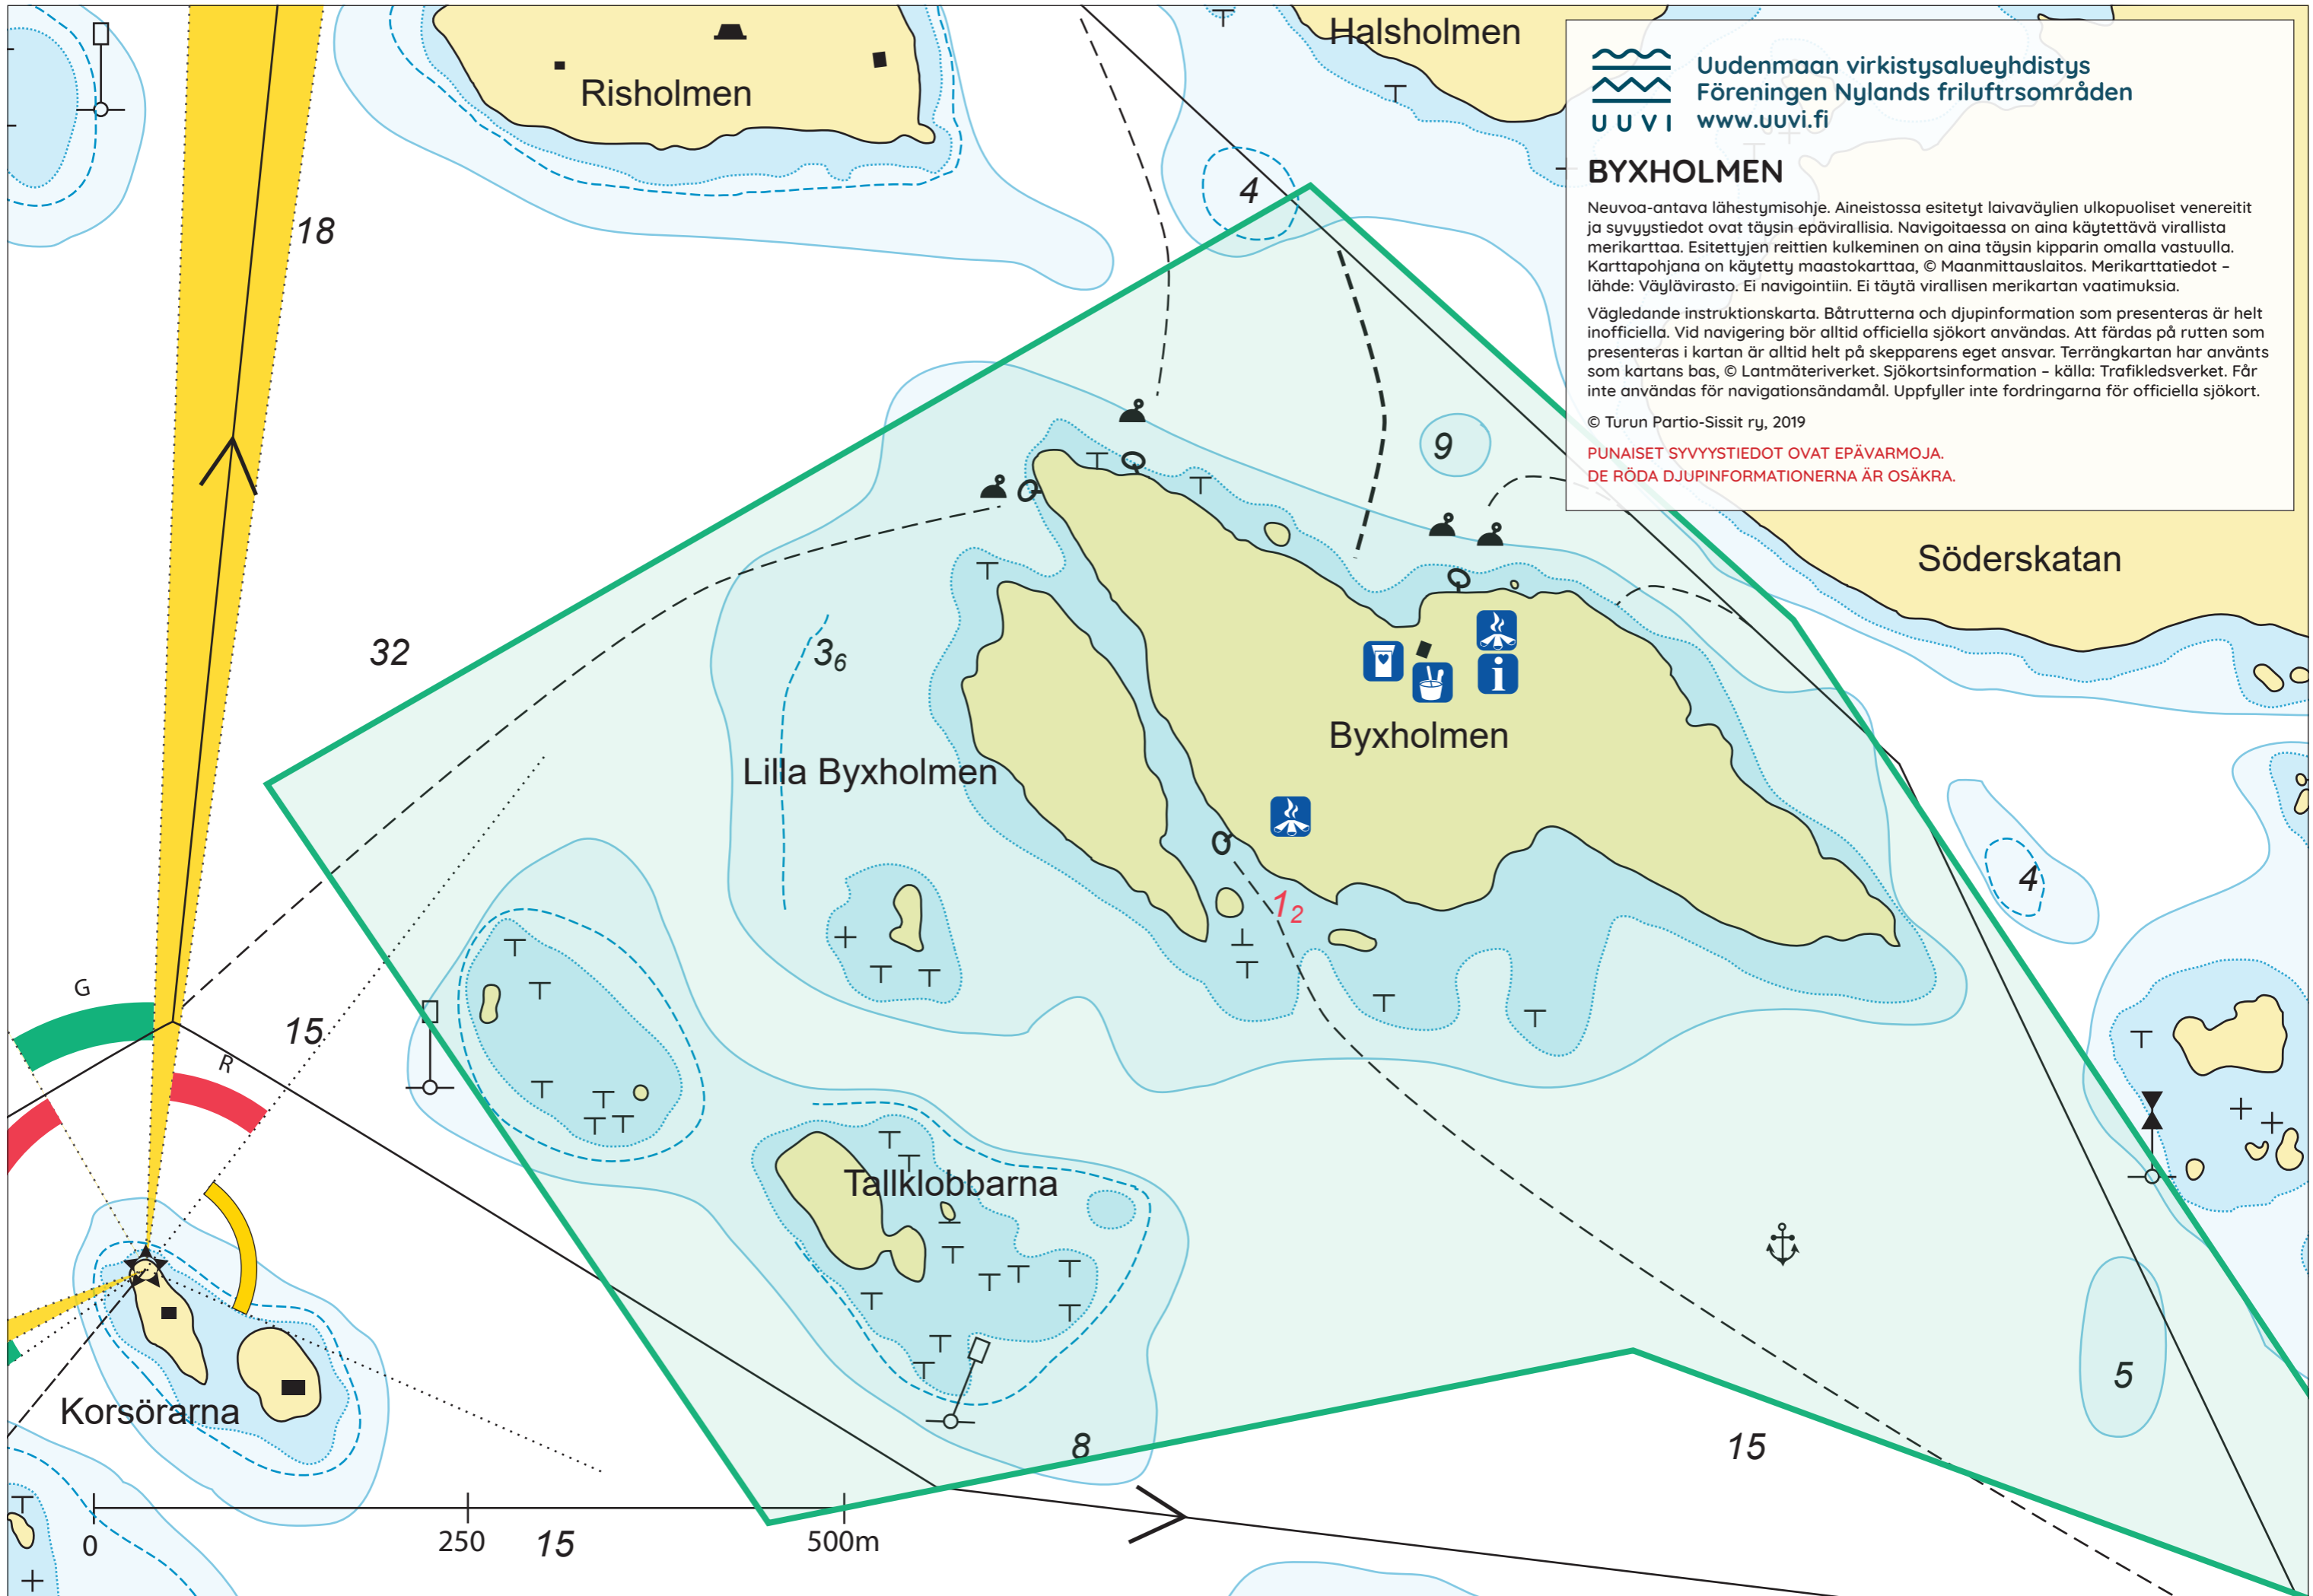 Halsholmen
Risholmen
UUVI
Uudenmaan virkistysalueyhdistys
Föreningen Nylands friluftrsområden
www.uuvi.fi
BYXHOLMEN
Neuvoa-antava lähestymisohje. Aineistossa esitetyt laivaväylien ulkopuoliset venereitit
ja syvyystiedot ovat täysin epävirallisia. Navigoitaessa on aina käytettävä virallista
merikarttaa. Esitettyjen reittien kulkeminen on aina täysin kipparin omalla vastuulla.
Karttapohjana on käytetty maastokarttaa, © Maanmittauslaitos. Merikarttatiedot –
lähde: Väylävirasto. Ei navigointiin. Ei täytä virallisen merikartan vaatimuksia.
Vägledande instruktionskarta. Båtrutterna och djupinformation som presenteras är helt
inofficiella. Vid navigering bör alltid officiella sjökort användas. Att färdas på rutten som
presenteras i kartan är alltid helt på skepparens eget ansvar. Terrängkartan har använts
som kartans bas, © Lantmäteriverket. Sjökortsinformation – källa: Trafikledsverket. Får
inte användas för navigationsändamål. Uppfyller inte fordringarna för officiella sjökort.
© Turun Partio-Sissit ry, 2019
PUNAISET SYVYYSTIEDOT OVAT EPÄVARMOJA.
DE RÖDA DJUPINFORMATIONERNA ÄR OSÄKRA.
4
18
9
Söderskatan
32
3₆
i
Byxholmen
Lilla Byxholmen
4
1₂
G
15
R
Tallklobbarna
5
Korsörarna
8
15
0
250
15
500m